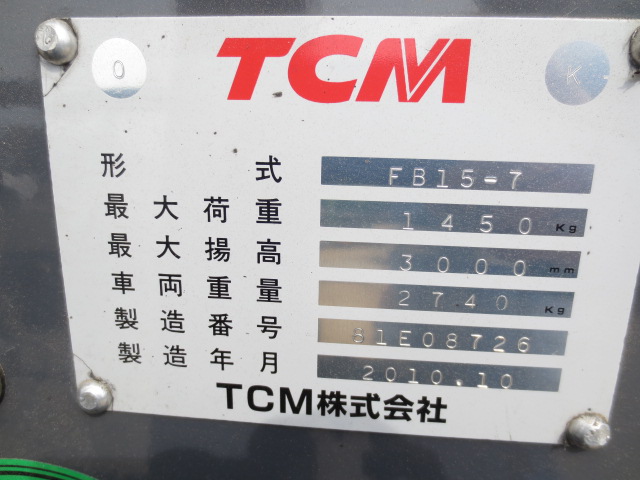 O TCM K
形式 FB15-7
最大荷重 1450 Kg
最大揚高 3000 mm
車両重量 2740 Kg
製造番号 81E08726
製造年月 2010.10
TCM株式会社